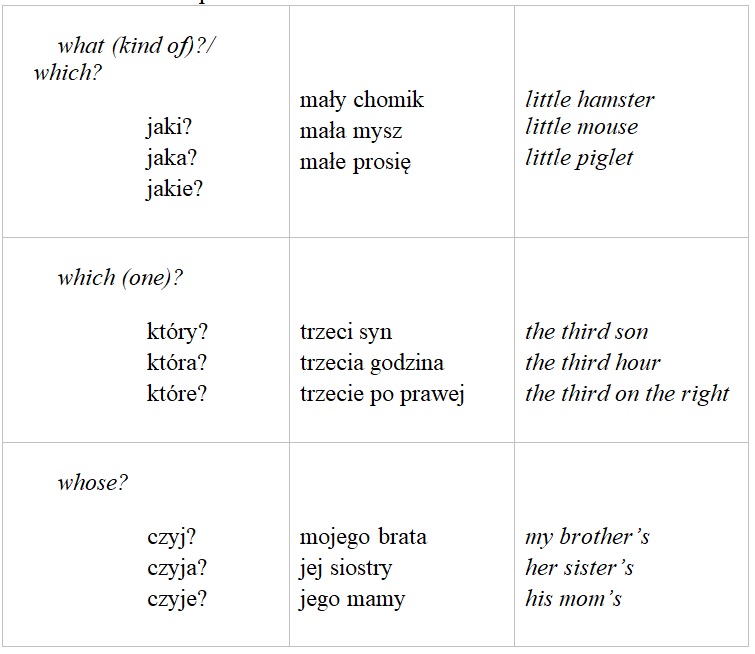 what (kind of)?/
which?
jaki?
jaka?
jakie?
mały chomik
mała mysz
małe prosię
little hamster
little mouse
little piglet
which (one)?
który?
która?
które?
trzeci syn
trzecia godzina
trzecie po prawej
the third son
the third hour
the third on the right
whose?
czyj?
czyja?
czyje?
mojego brata
jej siostry
jego mamy
my brother’s
her sister’s
his mom’s